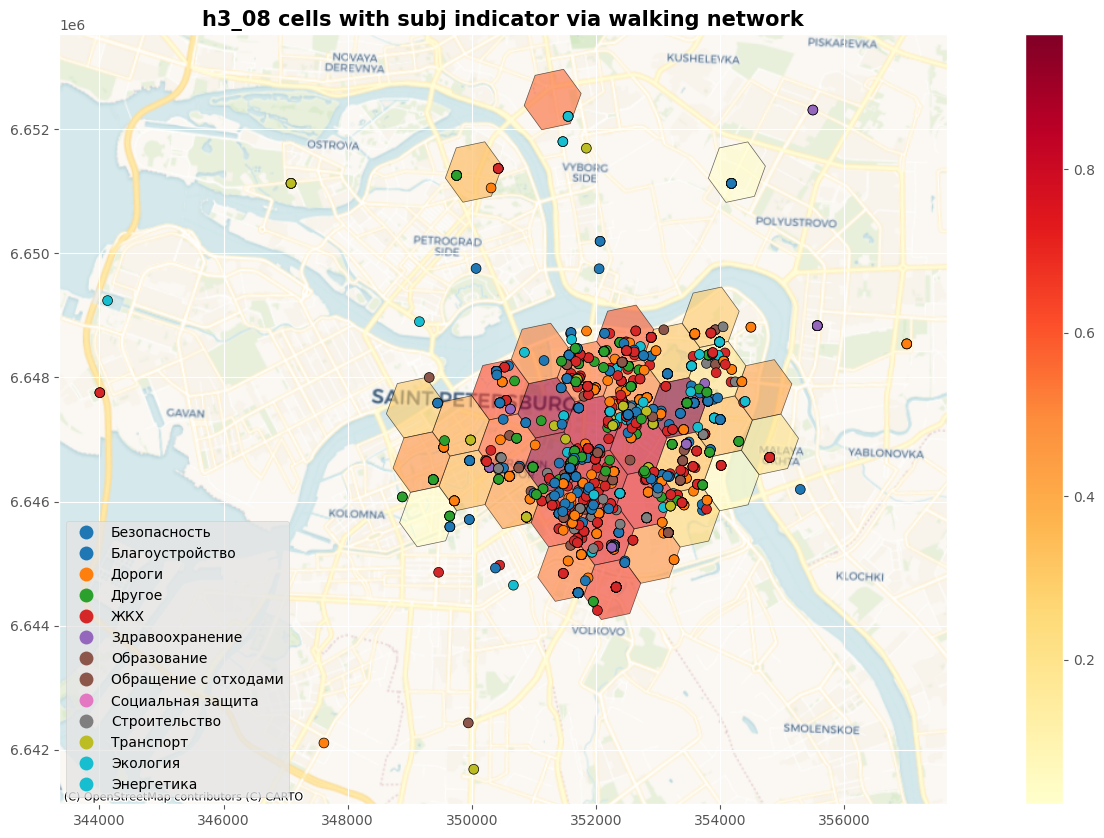 h3_08 cells with subj indicator via walking network
1e6
PISKAREVKA
NOVAYA
DEREVNYA
KUSHELEVKA
6.652
OSTROVA
VYBORG
SIDE
0.8
POLYUSTROVO
PETROGRAD
SIDE
6.650
0.6
6.648
SAINT PETERSBURG
GAVAN
MALAYA
OKHTA
YABLONOVKA
0.4
6.646
KOLOMNA
Безопасность
Благоустройство
Дороги
Другое
ЖКХ
Здравоохранение
Образование
Обращение с отходами
Социальная защита
Строительство
Транспорт
Экология
Энергетика
KLOCHKI
6.644
VOLKOVO
0.2
SMOLENSKOE
6.642
(C) OpenStreetMap contributors (C) CARTO
344000
346000
348000
350000
352000
354000
356000